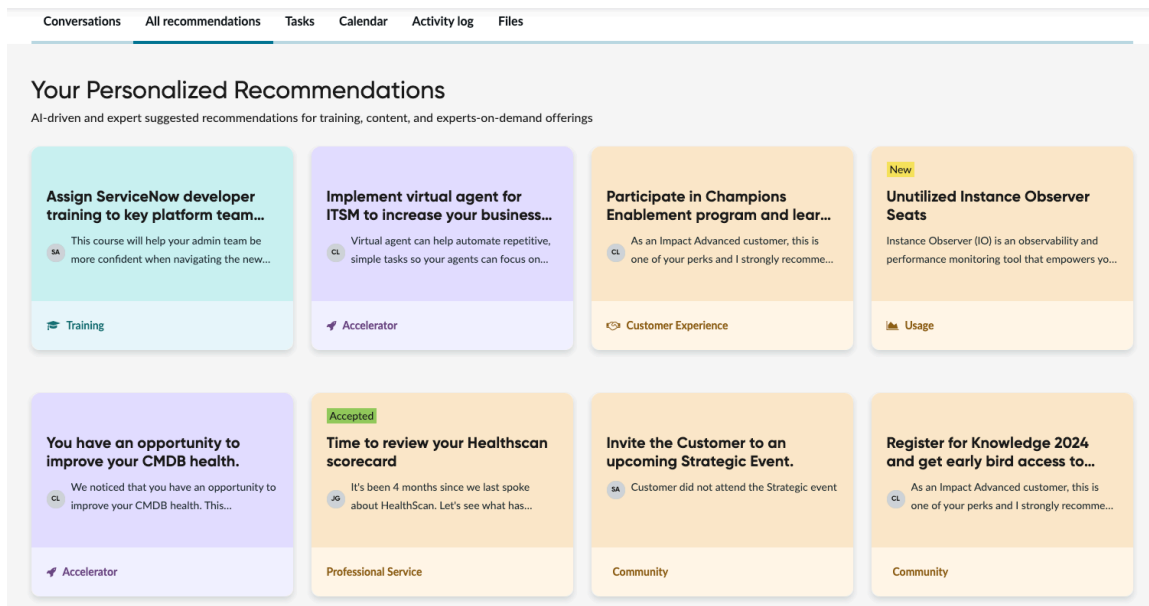 Conversations All recommendations Tasks Calendar Activity log Files
Your Personalized Recommendations
AI-driven and expert suggested recommendations for training, content, and experts-on-demand offerings
Assign ServiceNow developer
training to key platform team...
SA
This course will help your admin team be
more confident when navigating the new...
Training
Implement virtual agent for
ITSM to increase your business...
CL
Virtual agent can help automate repetitive,
simple tasks so your agents can focus on...
Accelerator
Participate in Champions
Enablement program and lear...
CL
As an Impact Advanced customer, this is
one of your perks and I strongly recomme...
Customer Experience
New
Unutilized Instance Observer
Seats
Instance Observer (IO) is an observability and
performance monitoring tool that empowers yo...
Usage
You have an opportunity to
improve your CMDB health.
CL
We noticed that you have an opportunity to
improve your CMDB health. This...
Accelerator
Accepted
Time to review your Healthscan
scorecard
JG
It's been 4 months since we last spoke
about HealthScan. Let's see what has...
Professional Service
Invite the Customer to an
upcoming Strategic Event.
SA
Customer did not attend the Strategic event
Community
Register for Knowledge 2024
and get early bird access to...
CL
As an Impact Advanced customer, this is
one of your perks and I strongly recomme...
Community